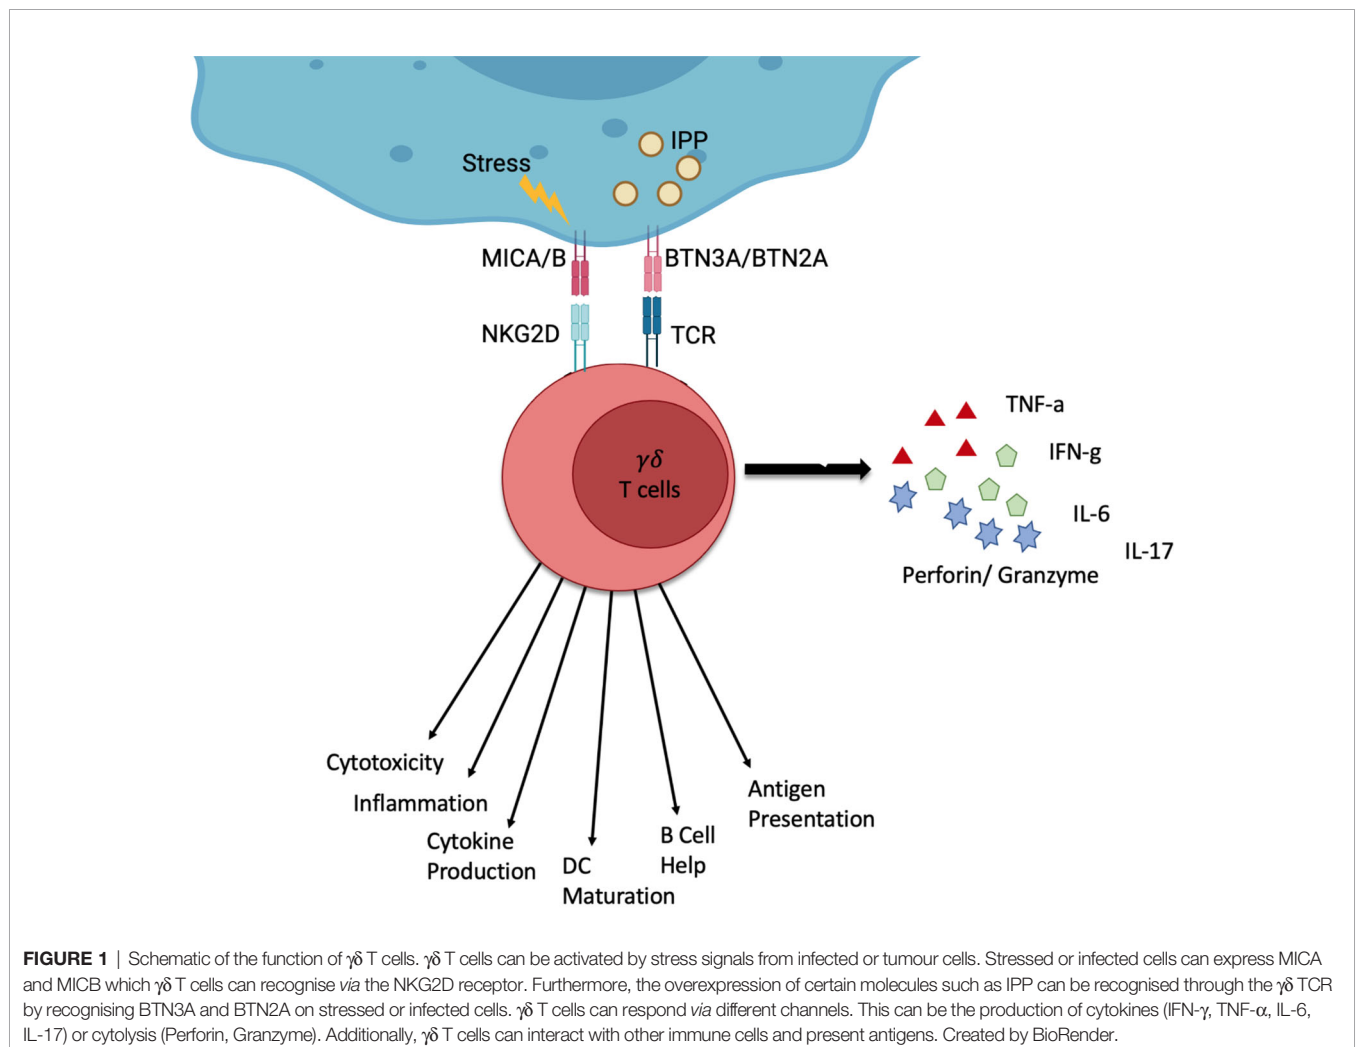 IPP
Stress
MICA/B
BTN3A/BTN2A
NKG2D
TCR
γδ
T cells
TNF-a
IFN-g
IL-6
IL-17
Perforin/ Granzyme
Cytotoxicity
Inflammation
Cytokine
Production
DC
Maturation
B Cell
Help
Antigen
Presentation
FIGURE 1 | Schematic of the function of γδ T cells. γδ T cells can be activated by stress signals from infected or tumour cells. Stressed or infected cells can express MICA
and MICB which γδ T cells can recognise via the NKG2D receptor. Furthermore, the overexpression of certain molecules such as IPP can be recognised through the γδ TCR
by recognising BTN3A and BTN2A on stressed or infected cells. γδ T cells can respond via different channels. This can be the production of cytokines (IFN-γ, TNF-α, IL-6,
IL-17) or cytolysis (Perforin, Granzyme). Additionally, γδ T cells can interact with other immune cells and present antigens. Created by BioRender.